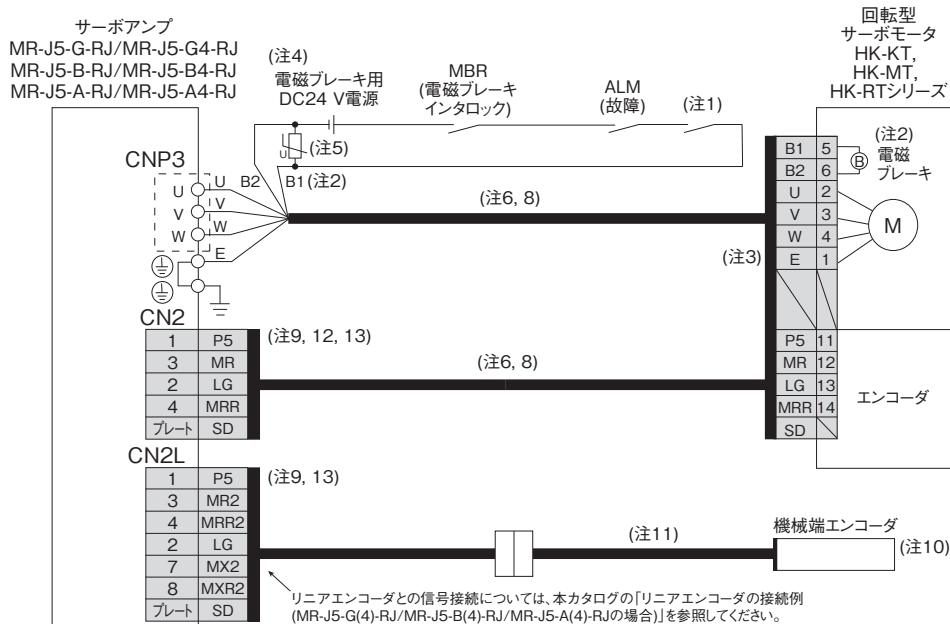 サーボアンプ
MR-J5-G-RJ/MR-J5-G4-RJ
MR-J5-B-RJ/MR-J5-B4-RJ
MR-J5-A-RJ/MR-J5-A4-RJ
(注4)
電磁ブレーキ用
DC24 V電源
MBR
(電磁ブレーキ
インタロック)
ALM
(故障)
(注1)
回転型
サーボモータ
HK-KT,
HK-MT,
HK-RTシリーズ
U
(注5)
CNP3
U U B2 B1(注2)
V V
W W
E
(注6, 8)
(注3)
B1 5
B2 6
U 2
V 3
W 4
E 1
(注2)
電磁
ブレーキ
B
M
CN2
1 P5
3 MR
2 LG
4 MRR
プレート SD
(注9, 12, 13)
(注6, 8)
P5 11
MR 12
LG 13
MRR 14
SD
エンコーダ
CN2L
1 P5
3 MR2
4 MRR2
2 LG
7 MX2
8 MXR2
プレート SD
(注9, 13)
(注11)
機械端エンコーダ
(注10)
リニアエンコーダとの信号接続については、本カタログの「リニアエンコーダの接続例
(MR-J5-G(4)-RJ/MR-J5-B(4)-RJ/MR-J5-A(4)-RJの場合)」を参照してください。